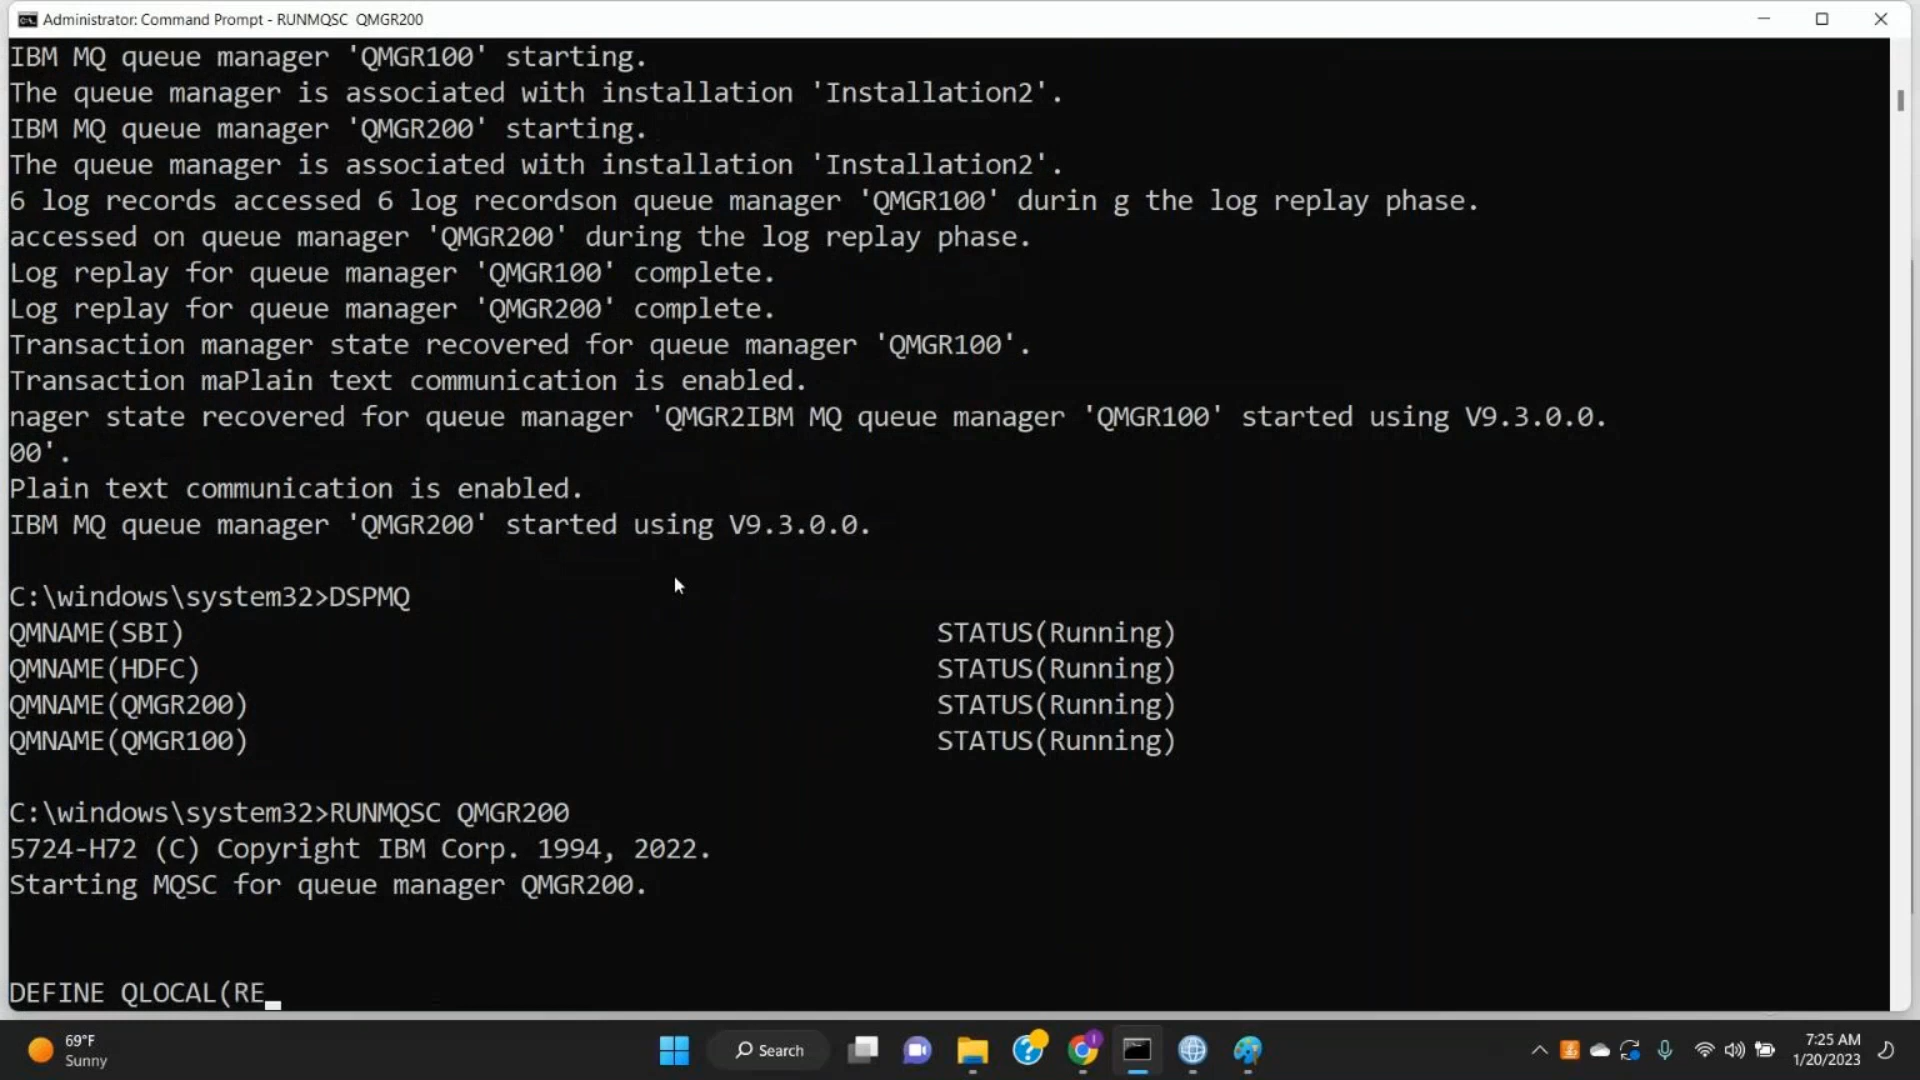 Administrator: Command Prompt - RUNMQSC  QMGR200
IBM MQ queue manager 'QMGR100' starting.
The queue manager is associated with installation 'Installation2'.
IBM MQ queue manager 'QMGR200' starting.
The queue manager is associated with installation 'Installation2'.
6 log records accessed 6 log recordson queue manager 'QMGR100' durin g the log replay phase.
accessed on queue manager 'QMGR200' during the log replay phase.
Log replay for queue manager 'QMGR100' complete.
Log replay for queue manager 'QMGR200' complete.
Transaction manager state recovered for queue manager 'QMGR100'.
Transaction maPlain text communication is enabled.
nager state recovered for queue manager 'QMGR2IBM MQ queue manager 'QMGR100' started using V9.3.0.0.
00'.
Plain text communication is enabled.
IBM MQ queue manager 'QMGR200' started using V9.3.0.0.
C:\windows\system32>DSPMQ
QMNAME(SBI) STATUS(Running)
QMNAME(HDFC) STATUS(Running)
QMNAME(QMGR200) STATUS(Running)
QMNAME(QMGR100) STATUS(Running)
C:\windows\system32>RUNMQSC QMGR200
5724-H72 (C) Copyright IBM Corp. 1994, 2022.
Starting MQSC for queue manager QMGR200.
DEFINE QLOCAL(RE_
69°F
Sunny
Search
7:25 AM
1/20/2023